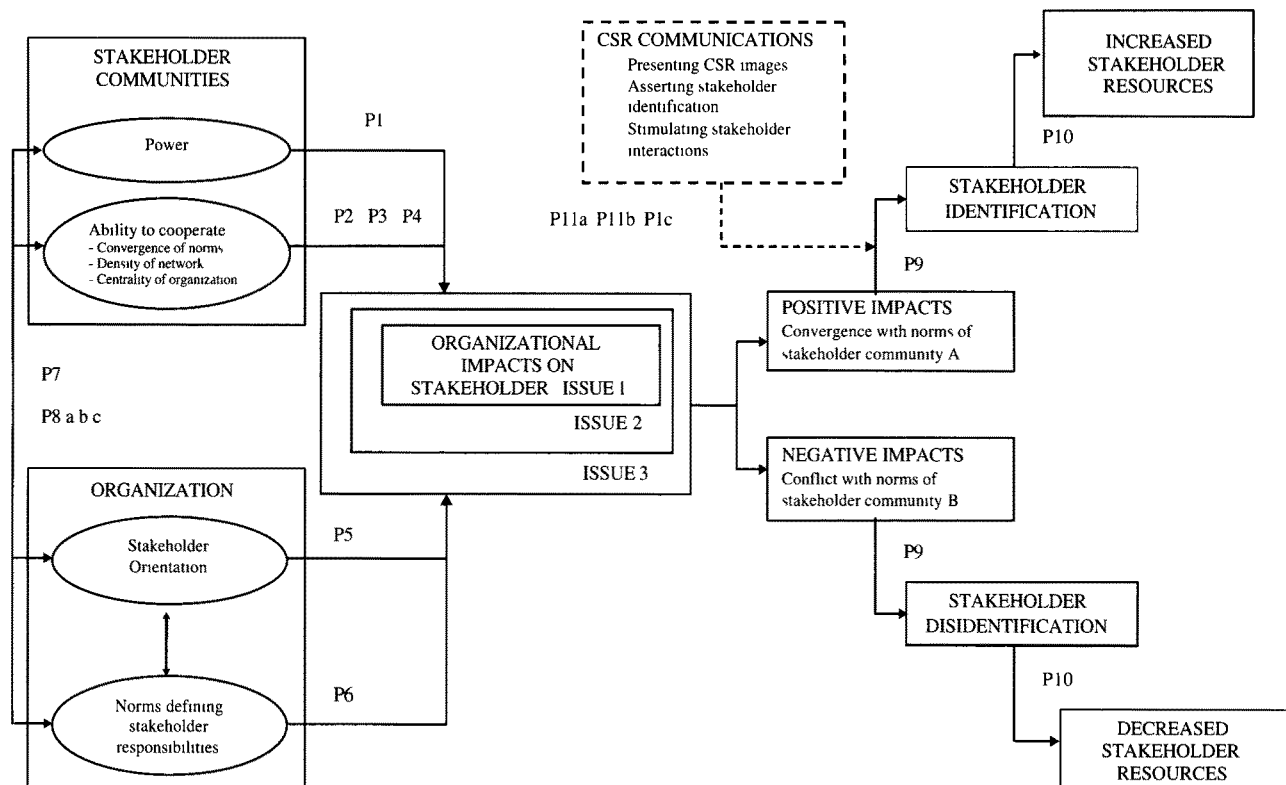 STAKEHOLDER
COMMUNITIES
Power
Ability to cooperate
- Convergence of norms
- Density of network
- Centrality of organization
P1
P2 P3 P4
P7
P8 a b c
ORGANIZATION
Stakeholder
Orientation
Norms defining
stakeholder
responsibilities
P5
P6
ORGANIZATIONAL
IMPACTS ON
STAKEHOLDER ISSUE 1
ISSUE 2
ISSUE 3
CSR COMMUNICATIONS
Presenting CSR images
Asserting stakeholder
identification
Stimulating stakeholder
interactions
P11a P11b P1c
POSITIVE IMPACTS
Convergence with norms of
stakeholder community A
P9
STAKEHOLDER
IDENTIFICATION
P10
INCREASED
STAKEHOLDER
RESOURCES
NEGATIVE IMPACTS
Conflict with norms of
stakeholder community B
P9
STAKEHOLDER
DISIDENTIFICATION
P10
DECREASED
STAKEHOLDER
RESOURCES